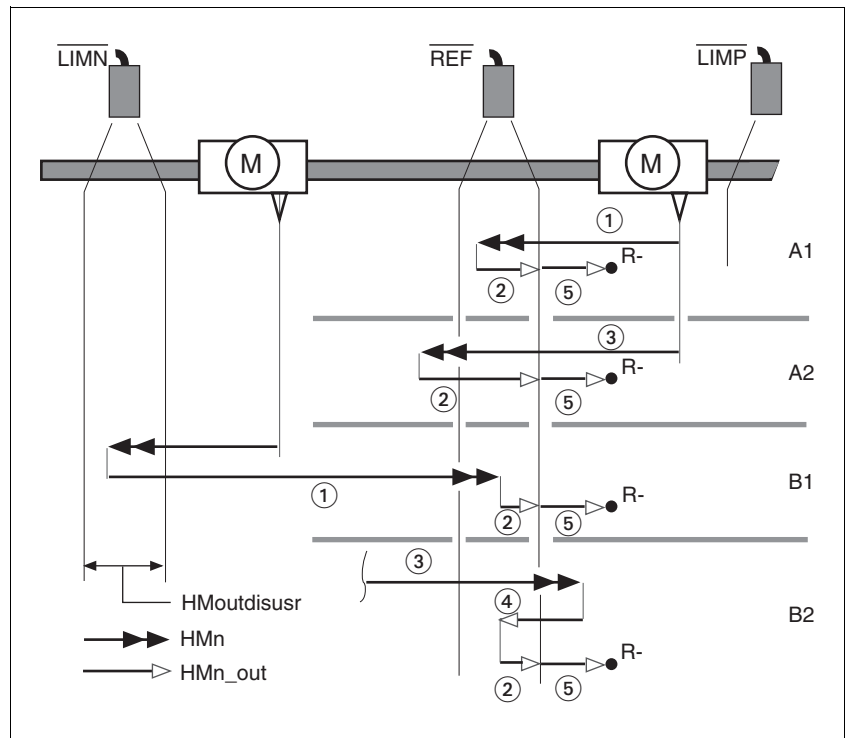 LIMN REF LIMP
M M
①
R- A1
② ⑤
③
R- A2
② ⑤
①
R- B1
② ⑤
③
④
HMoutdisusr
B2
HMn
R-
HMn_out
② ⑤